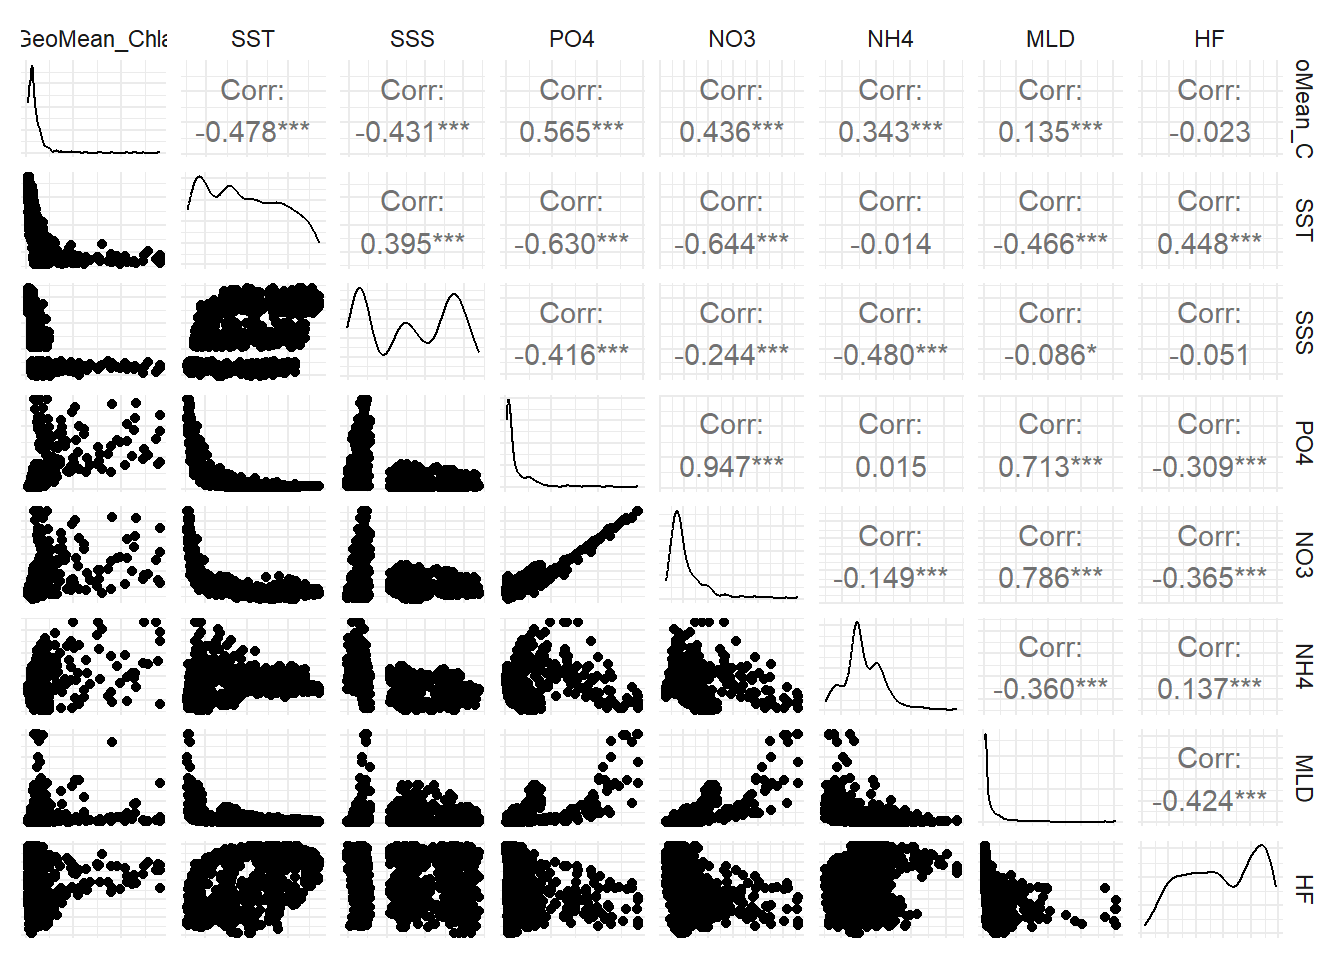 GeoMean_Chla SST SSS PO4 NO3 NH4 MLD HF
Corr: Corr: Corr: Corr: Corr: Corr: Corr: oMean_C
-0.478*** -0.431*** 0.565*** 0.436*** 0.343*** 0.135*** -0.023
Corr: Corr: Corr: Corr: Corr: Corr: SST
0.395*** -0.630*** -0.644*** -0.014 -0.466*** 0.448***
Corr: Corr: Corr: Corr: Corr: SSS
-0.416*** -0.244*** -0.480*** -0.086* -0.051
Corr: Corr: Corr: Corr: PO4
0.947*** 0.015 0.713*** -0.309***
Corr: Corr: Corr: NO3
-0.149*** 0.786*** -0.365***
Corr: Corr: NH4
-0.360*** 0.137***
Corr: MLD
-0.424***
HF